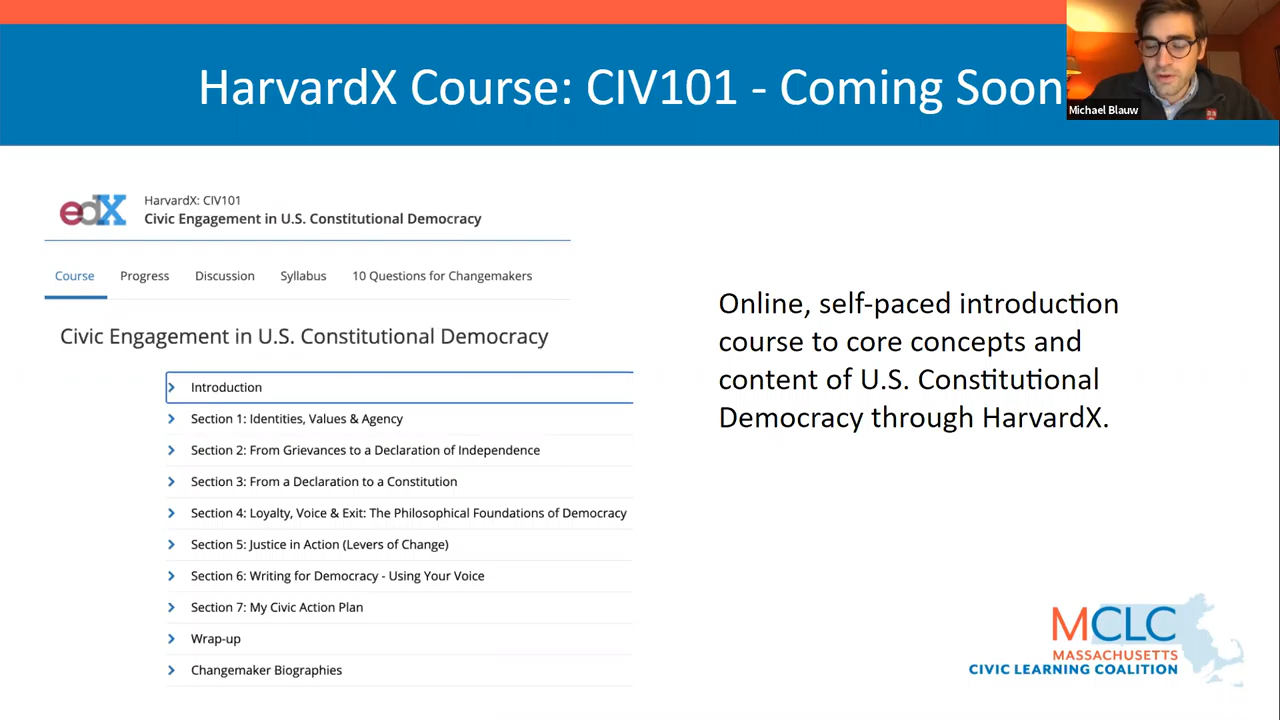 HarvardX Course: CIV101 - Coming Soon
Michael Blauw
edX
HarvardX: CIV101
Civic Engagement in U.S. Constitutional Democracy
Course Progress Discussion Syllabus 10 Questions for Changemakers
Civic Engagement in U.S. Constitutional Democracy
Introduction
Section 1: Identities, Values & Agency
Section 2: From Grievances to a Declaration of Independence
Section 3: From a Declaration to a Constitution
Section 4: Loyalty, Voice & Exit: The Philosophical Foundations of Democracy
Section 5: Justice in Action (Levers of Change)
Section 6: Writing for Democracy - Using Your Voice
Section 7: My Civic Action Plan
Wrap-up
Changemaker Biographies
Online, self-paced introduction
course to core concepts and
content of U.S. Constitutional
Democracy through HarvardX.
MCLC
MASSACHUSETTS
CIVIC LEARNING COALITION